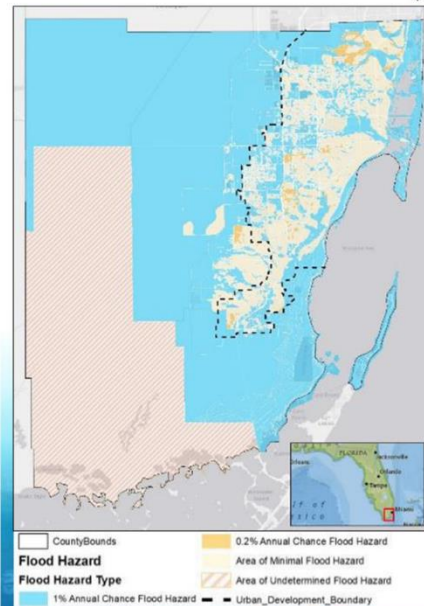 FLORIDA
Jacksonville
Orleans
Orlando
Tampa
Miami
CountyBounds
Flood Hazard
Flood Hazard Type
1% Annual Chance Flood Hazard
0.2% Annual Chance Flood Hazard
Area of Minimal Flood Hazard
Area of Undetermined Flood Hazard
Urban_Development_Boundary